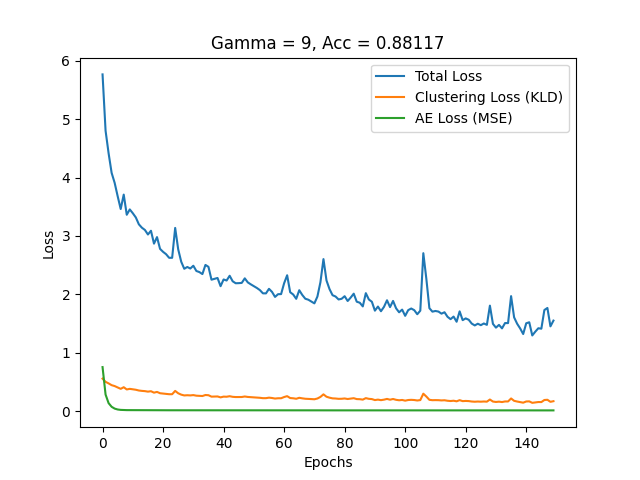 Gamma = 9, Acc = 0.88117
Total Loss
Clustering Loss (KLD)
AE Loss (MSE)
6
5
4
3
2
1
0
Loss
0
20
40
60
80
100
120
140
Epochs